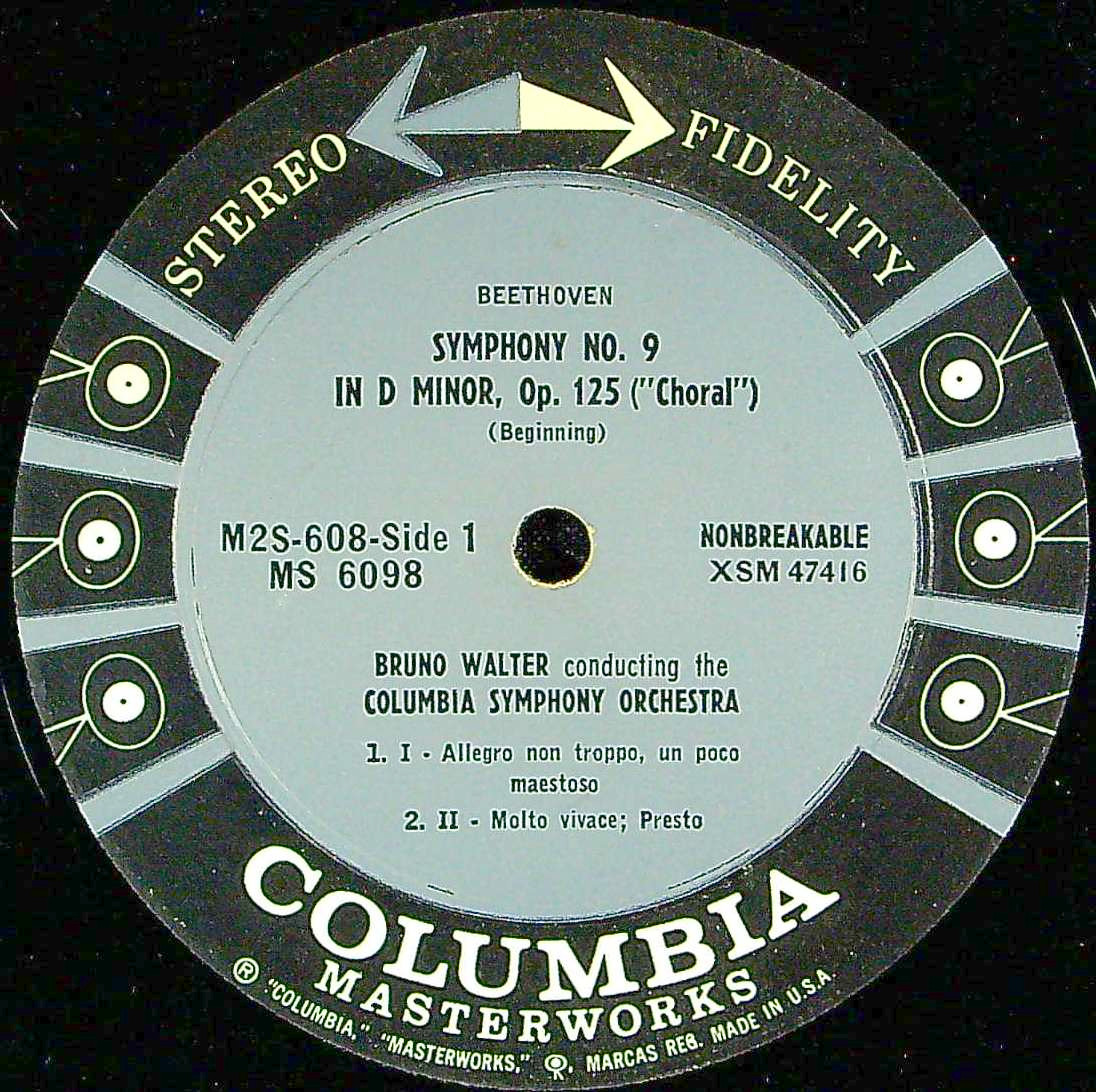 STEREO FIDELITY
BEETHOVEN
SYMPHONY NO. 9
IN D MINOR, Op. 125 ("Choral")
(Beginning)
M2S-608-Side 1
MS 6098
NONBREAKABLE
XSM 47416
BRUNO WALTER conducting the
COLUMBIA SYMPHONY ORCHESTRA
1. I - Allegro non troppo, un poco
maestoso
2. II - Molto vivace; Presto
COLUMBIA
MASTERWORKS
® "COLUMBIA," "MASTERWORKS," MARCAS REG. MADE IN U.S.A